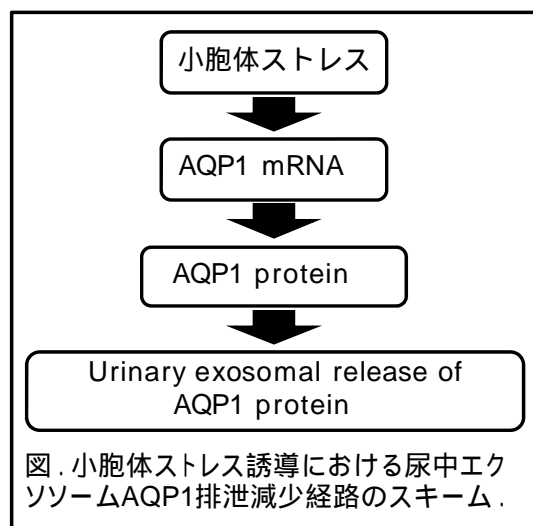 小胞体ストレス
AQP1 mRNA
AQP1 protein
Urinary exosomal release of
AQP1 protein
図．小胞体ストレス誘導における尿中エク
ソソームAQP1排泄減少経路のスキーム．